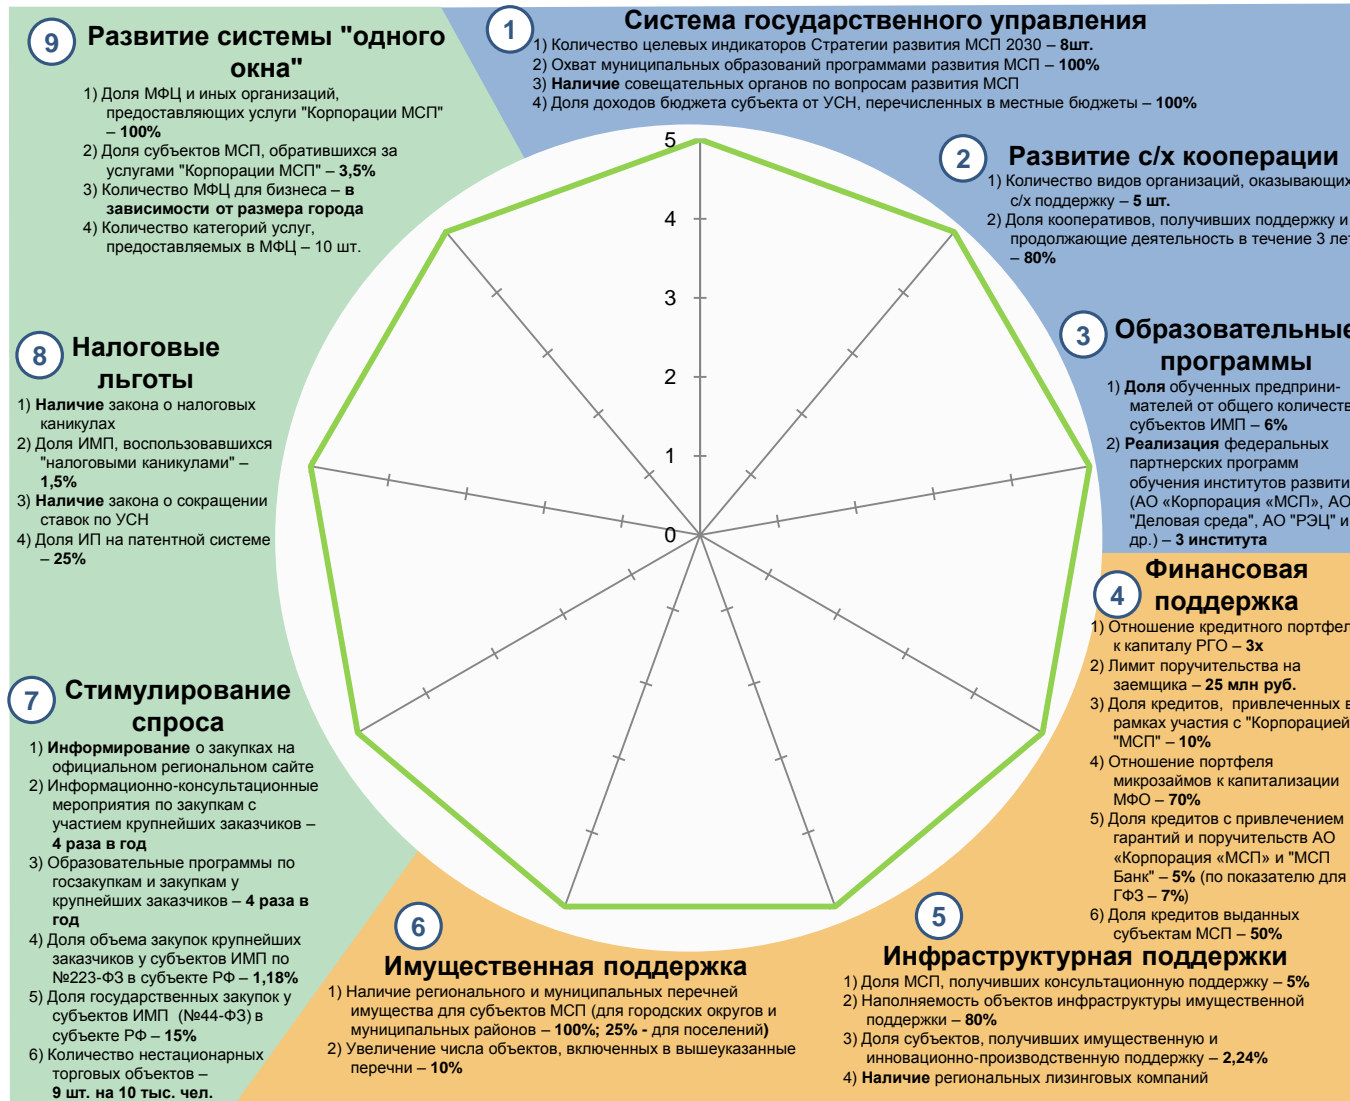 9
Развитие системы "одного
окна"
1) Доля МФЦ и иных организаций,
предоставляющих услуги "Корпорации МСП"
– 100%
2) Доля субъектов МСП, обратившихся за
услугами "Корпорации МСП" – 3,5%
3) Количество МФЦ для бизнеса – в
зависимости от размера города
4) Количество категорий услуг,
предоставляемых в МФЦ – 10 шт.
1
Система государственного управления
1) Количество целевых индикаторов Стратегии развития МСП 2030 – 8шт.
2) Охват муниципальных образований программами развития МСП – 100%
3) Наличие совещательных органов по вопросам развития МСП
4) Доля доходов бюджета субъекта от УСН, перечисленных в местные бюджеты – 100%
2
Развитие с/х кооперации
1) Количество видов организаций, оказывающих
с/х поддержку – 5 шт.
2) Доля кооперативов, получивших поддержку и
продолжающие деятельность в течение 3 лет
– 80%
3
Образовательные
программы
1) Доля обученных предприни-
мателей от общего количеств
субъектов ИМП – 6%
2) Реализация федеральных
партнерских программ
обучения институтов развити
(АО «Корпорация «МСП», АО
"Деловая среда", АО "РЭЦ" и
др.) – 3 института
4
Финансовая
поддержка
1) Отношение кредитного портфел
к капиталу РГО – 3х
2) Лимит поручительства на
заемщика – 25 млн руб.
3) Доля кредитов, привлеченных в
рамках участия с "Корпорацией
"МСП" – 10%
4) Отношение портфеля
микрозаймов к капитализации
МФО – 70%
5) Доля кредитов с привлечением
гарантий и поручительств АО
«Корпорация «МСП» и "МСП
Банк" – 5% (по показателю для
ГФЗ – 7%)
6) Доля кредитов выданных
субъектам МСП – 50%
5
Инфраструктурная поддержки
1) Доля МСП, получивших консультационную поддержку – 5%
2) Наполняемость объектов инфраструктуры имущественной
поддержки – 80%
3) Доля субъектов, получивших имущественную и
инновационно-производственную поддержку – 2,24%
4) Наличие региональных лизинговых компаний
6
Имущественная поддержка
1) Наличие регионального и муниципальных перечней
имущества для субъектов МСП (для городских округов и
муниципальных районов – 100%; 25% - для поселений)
2) Увеличение числа объектов, включенных в вышеуказанные
перечни – 10%
7
Стимулирование
спроса
1) Информирование о закупках на
официальном региональном сайте
2) Информационно-консультационные
мероприятия по закупкам с
участием крупнейших заказчиков –
4 раза в год
3) Образовательные программы по
госзакупкам и закупкам у
крупнейших заказчиков – 4 раза в
год
4) Доля объема закупок крупнейших
заказчиков у субъектов ИМП по
№223-ФЗ в субъекте РФ – 1,18%
5) Доля государственных закупок у
субъектов ИМП (№44-ФЗ) в
субъекте РФ – 15%
6) Количество нестационарных
торговых объектов –
9 шт. на 10 тыс. чел.
8
Налоговые
льготы
1) Наличие закона о налоговых
каникулах
2) Доля ИМП, воспользовавшихся
"налоговыми каникулами" –
1,5%
3) Наличие закона о сокращении
ставок по УСН
4) Доля ИП на патентной системе
– 25%
5
4
3
2
1
0